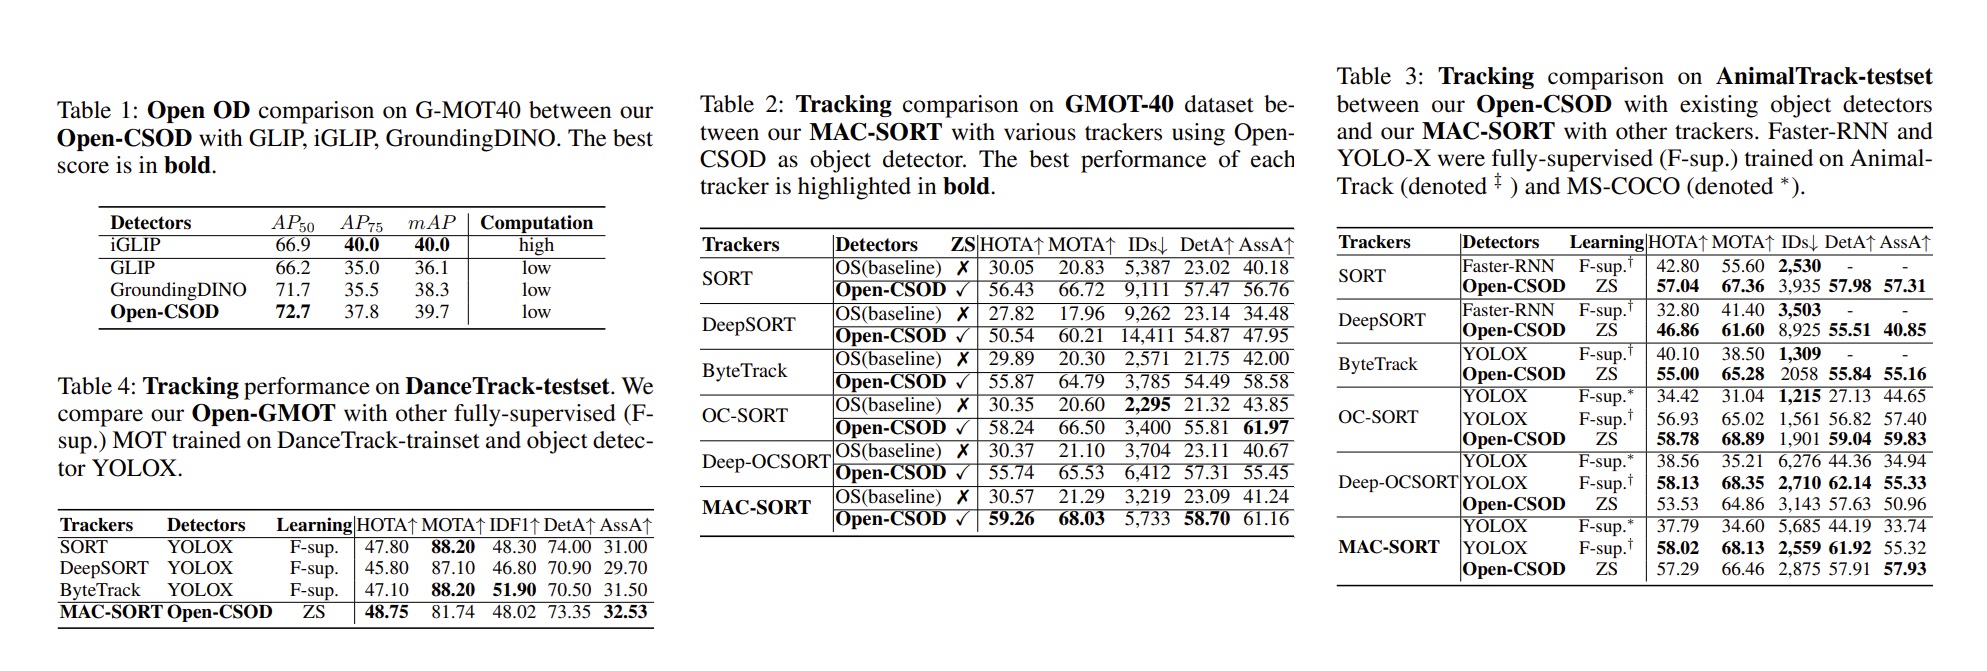 Table 1: Open OD comparison on G-MOT40 between our
Open-CSOD with GLIP, iGLIP, GroundingDINO. The best
score is in bold.
Detectors AP50 AP75 mAP Computation
iGLIP 66.9 40.0 40.0 high
GLIP 66.2 35.0 36.1 low
GroundingDINO 71.7 35.5 38.3 low
Open-CSOD 72.7 37.8 39.7 low
Table 4: Tracking performance on DanceTrack-testset. We
compare our Open-GMOT with other fully-supervised (F-
sup.) MOT trained on DanceTrack-trainset and object detec-
tor YOLOX.
Trackers Detectors Learning HOTA↑ MOTA↑ IDF1↑ DetA↑ AssA↑
SORT YOLOX F-sup. 47.80 88.20 48.30 74.00 31.00
DeepSORT YOLOX F-sup. 45.80 87.10 46.80 70.90 29.70
ByteTrack YOLOX F-sup. 47.10 88.20 51.90 70.50 31.50
MAC-SORT Open-CSOD ZS 48.75 81.74 48.02 73.35 32.53
Table 2: Tracking comparison on GMOT-40 dataset be-
tween our MAC-SORT with various trackers using Open-
CSOD as object detector. The best performance of each
tracker is highlighted in bold.
Trackers Detectors ZS HOTA↑ MOTA↑ IDs↓ DetA↑ AssA↑
SORT OS(baseline) ✗ 30.05 20.83 5,387 23.02 40.18
Open-CSOD ✓ 56.43 66.72 9,111 57.47 56.76
DeepSORT OS(baseline) ✗ 27.82 17.96 9,262 23.14 34.48
Open-CSOD ✓ 50.54 60.21 14,411 54.87 47.95
ByteTrack OS(baseline) ✗ 29.89 20.30 2,571 21.75 42.00
Open-CSOD ✓ 55.87 64.79 3,785 54.49 58.58
OC-SORT OS(baseline) ✗ 30.35 20.60 2,295 21.32 43.85
Open-CSOD ✓ 58.24 66.50 3,400 55.81 61.97
Deep-OCSORT OS(baseline) ✗ 30.37 21.10 3,704 23.11 40.67
Open-CSOD ✓ 55.74 65.53 6,412 57.31 55.45
MAC-SORT OS(baseline) ✗ 30.57 21.29 3,219 23.09 41.24
Open-CSOD ✓ 59.26 68.03 5,733 58.70 61.16
Table 3: Tracking comparison on AnimalTrack-testset
between our Open-CSOD with existing object detectors
and our MAC-SORT with other trackers. Faster-RNN and
YOLO-X were fully-supervised (F-sup.) trained on Animal-
Track (denoted ‡ ) and MS-COCO (denoted *).
Trackers Detectors Learning HOTA↑ MOTA↑ IDs↓ DetA↑ AssA↑
SORT Faster-RNN F-sup.† 42.80 55.60 2,530 - -
Open-CSOD ZS 57.04 67.36 3,935 57.98 57.31
DeepSORT Faster-RNN F-sup.† 32.80 41.40 3,503 - -
Open-CSOD ZS 46.86 61.60 8,925 55.51 40.85
ByteTrack YOLOX F-sup.† 40.10 38.50 1,309 - -
Open-CSOD ZS 55.00 65.28 2058 55.84 55.16
OC-SORT YOLOX F-sup.* 34.42 31.04 1,215 27.13 44.65
YOLOX F-sup.† 56.93 65.02 1,561 56.82 57.40
Open-CSOD ZS 58.78 68.89 1,901 59.04 59.83
Deep-OCSORT YOLOX F-sup.* 38.56 35.21 6,276 44.36 34.94
YOLOX F-sup.† 58.13 68.35 2,710 62.14 55.33
Open-CSOD ZS 53.53 64.86 3,143 57.63 50.96
MAC-SORT YOLOX F-sup.* 37.79 34.60 5,685 44.19 33.74
YOLOX F-sup.† 58.02 68.13 2,559 61.92 55.32
Open-CSOD ZS 57.29 66.46 2,875 57.91 57.93